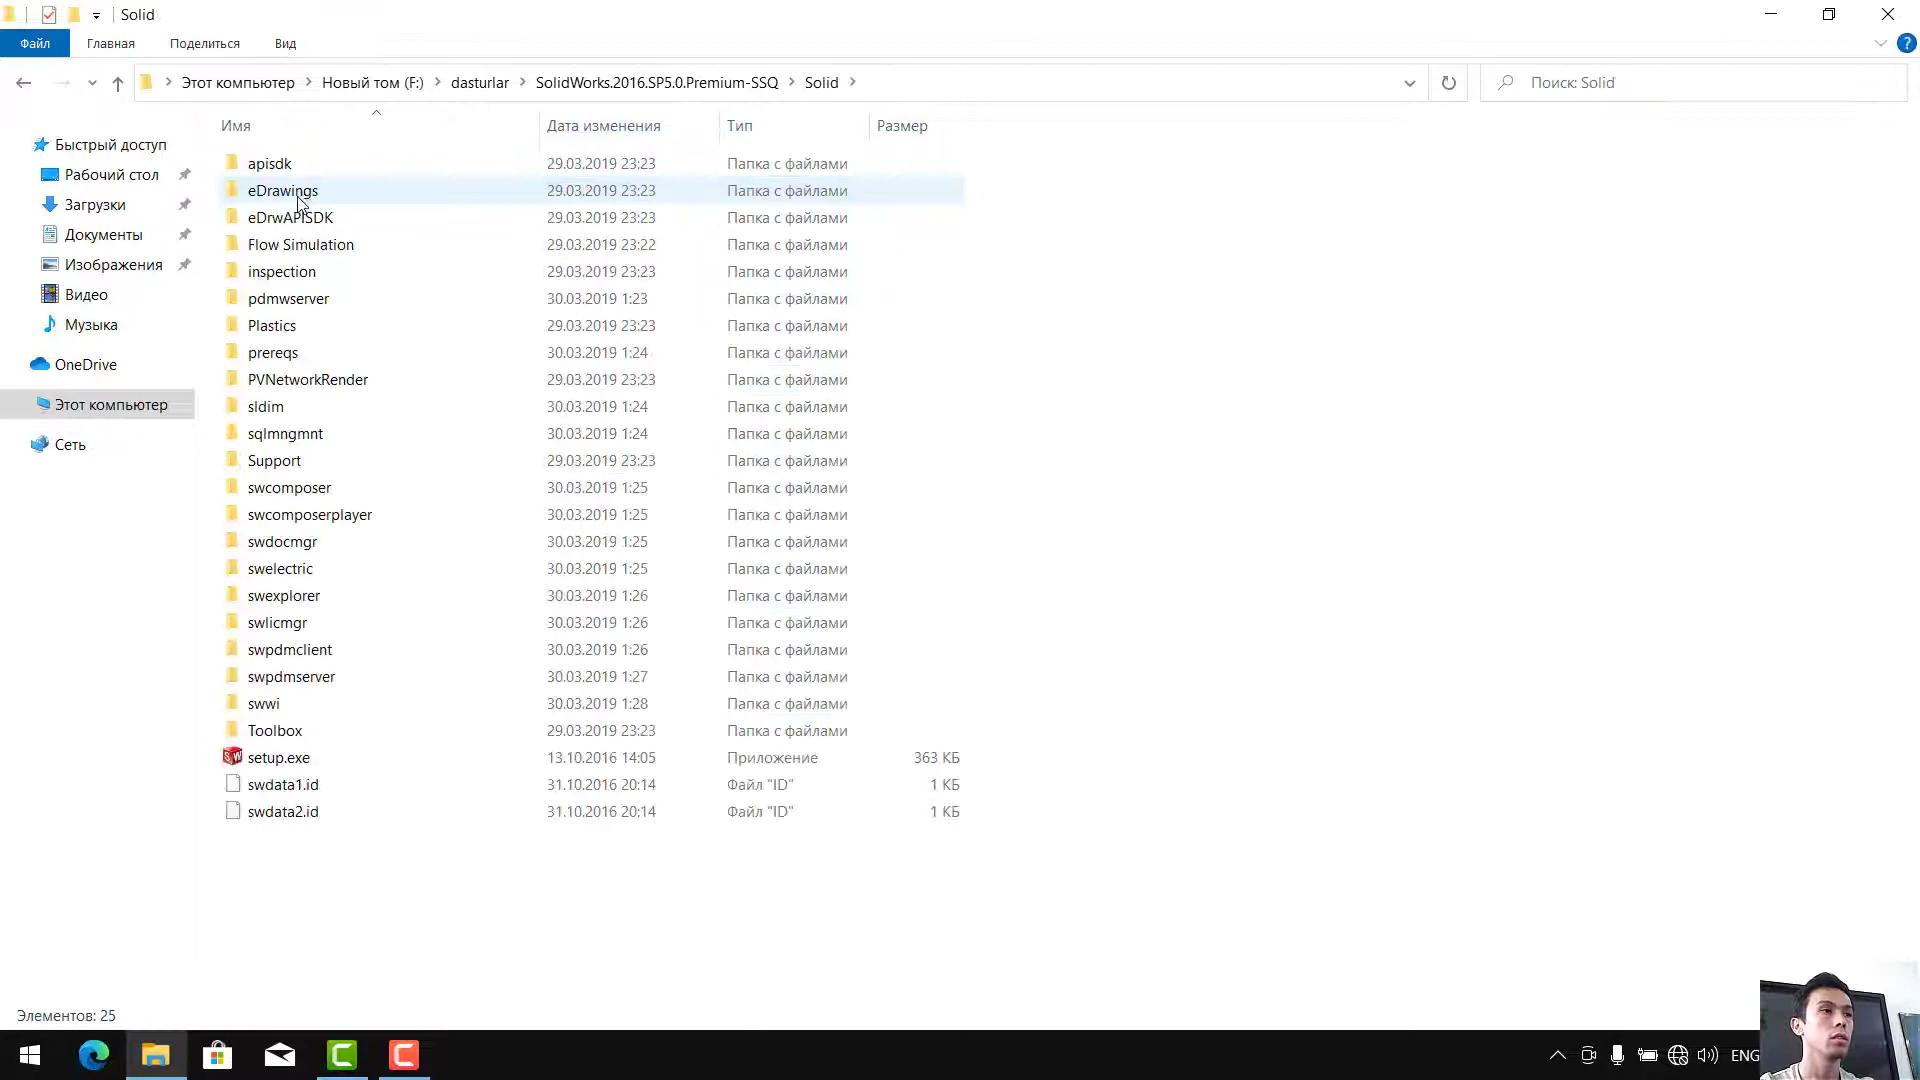 Solid
Файл Главная Поделиться Вид
Этот компьютер Новый том (F:) dasturlar SolidWorks.2016.SP5.0.Premium-SSQ Solid Поиск: Solid
Имя Дата изменения Тип Размер
Быстрый доступ
Рабочий стол
Загрузки
Документы
Изображения
Видео
Музыка
OneDrive
Этот компьютер
Сеть
apisdk 29.03.2019 23:23 Папка с файлами
eDrawings 29.03.2019 23:23 Папка с файлами
eDrwAPISDK 29.03.2019 23:23 Папка с файлами
Flow Simulation 29.03.2019 23:22 Папка с файлами
inspection 29.03.2019 23:23 Папка с файлами
pdmwserver 30.03.2019 1:23 Папка с файлами
Plastics 29.03.2019 23:23 Папка с файлами
prereqs 30.03.2019 1:24 Папка с файлами
PVNetworkRender 29.03.2019 23:23 Папка с файлами
sldim 30.03.2019 1:24 Папка с файлами
sqlmngmnt 30.03.2019 1:24 Папка с файлами
Support 29.03.2019 23:23 Папка с файлами
swcomposer 30.03.2019 1:25 Папка с файлами
swcomposerplayer 30.03.2019 1:25 Папка с файлами
swdocmgr 30.03.2019 1:25 Папка с файлами
swelectric 30.03.2019 1:25 Папка с файлами
swexplorer 30.03.2019 1:26 Папка с файлами
swlicmgr 30.03.2019 1:26 Папка с файлами
swpdmclient 30.03.2019 1:26 Папка с файлами
swpdmserver 30.03.2019 1:27 Папка с файлами
swwi 30.03.2019 1:28 Папка с файлами
Toolbox 29.03.2019 23:23 Папка с файлами
setup.exe 13.10.2016 14:05 Приложение 363 КБ
swdata1.id 31.10.2016 20:14 Файл "ID" 1 КБ
swdata2.id 31.10.2016 20:14 Файл "ID" 1 КБ
Элементов: 25
ENG